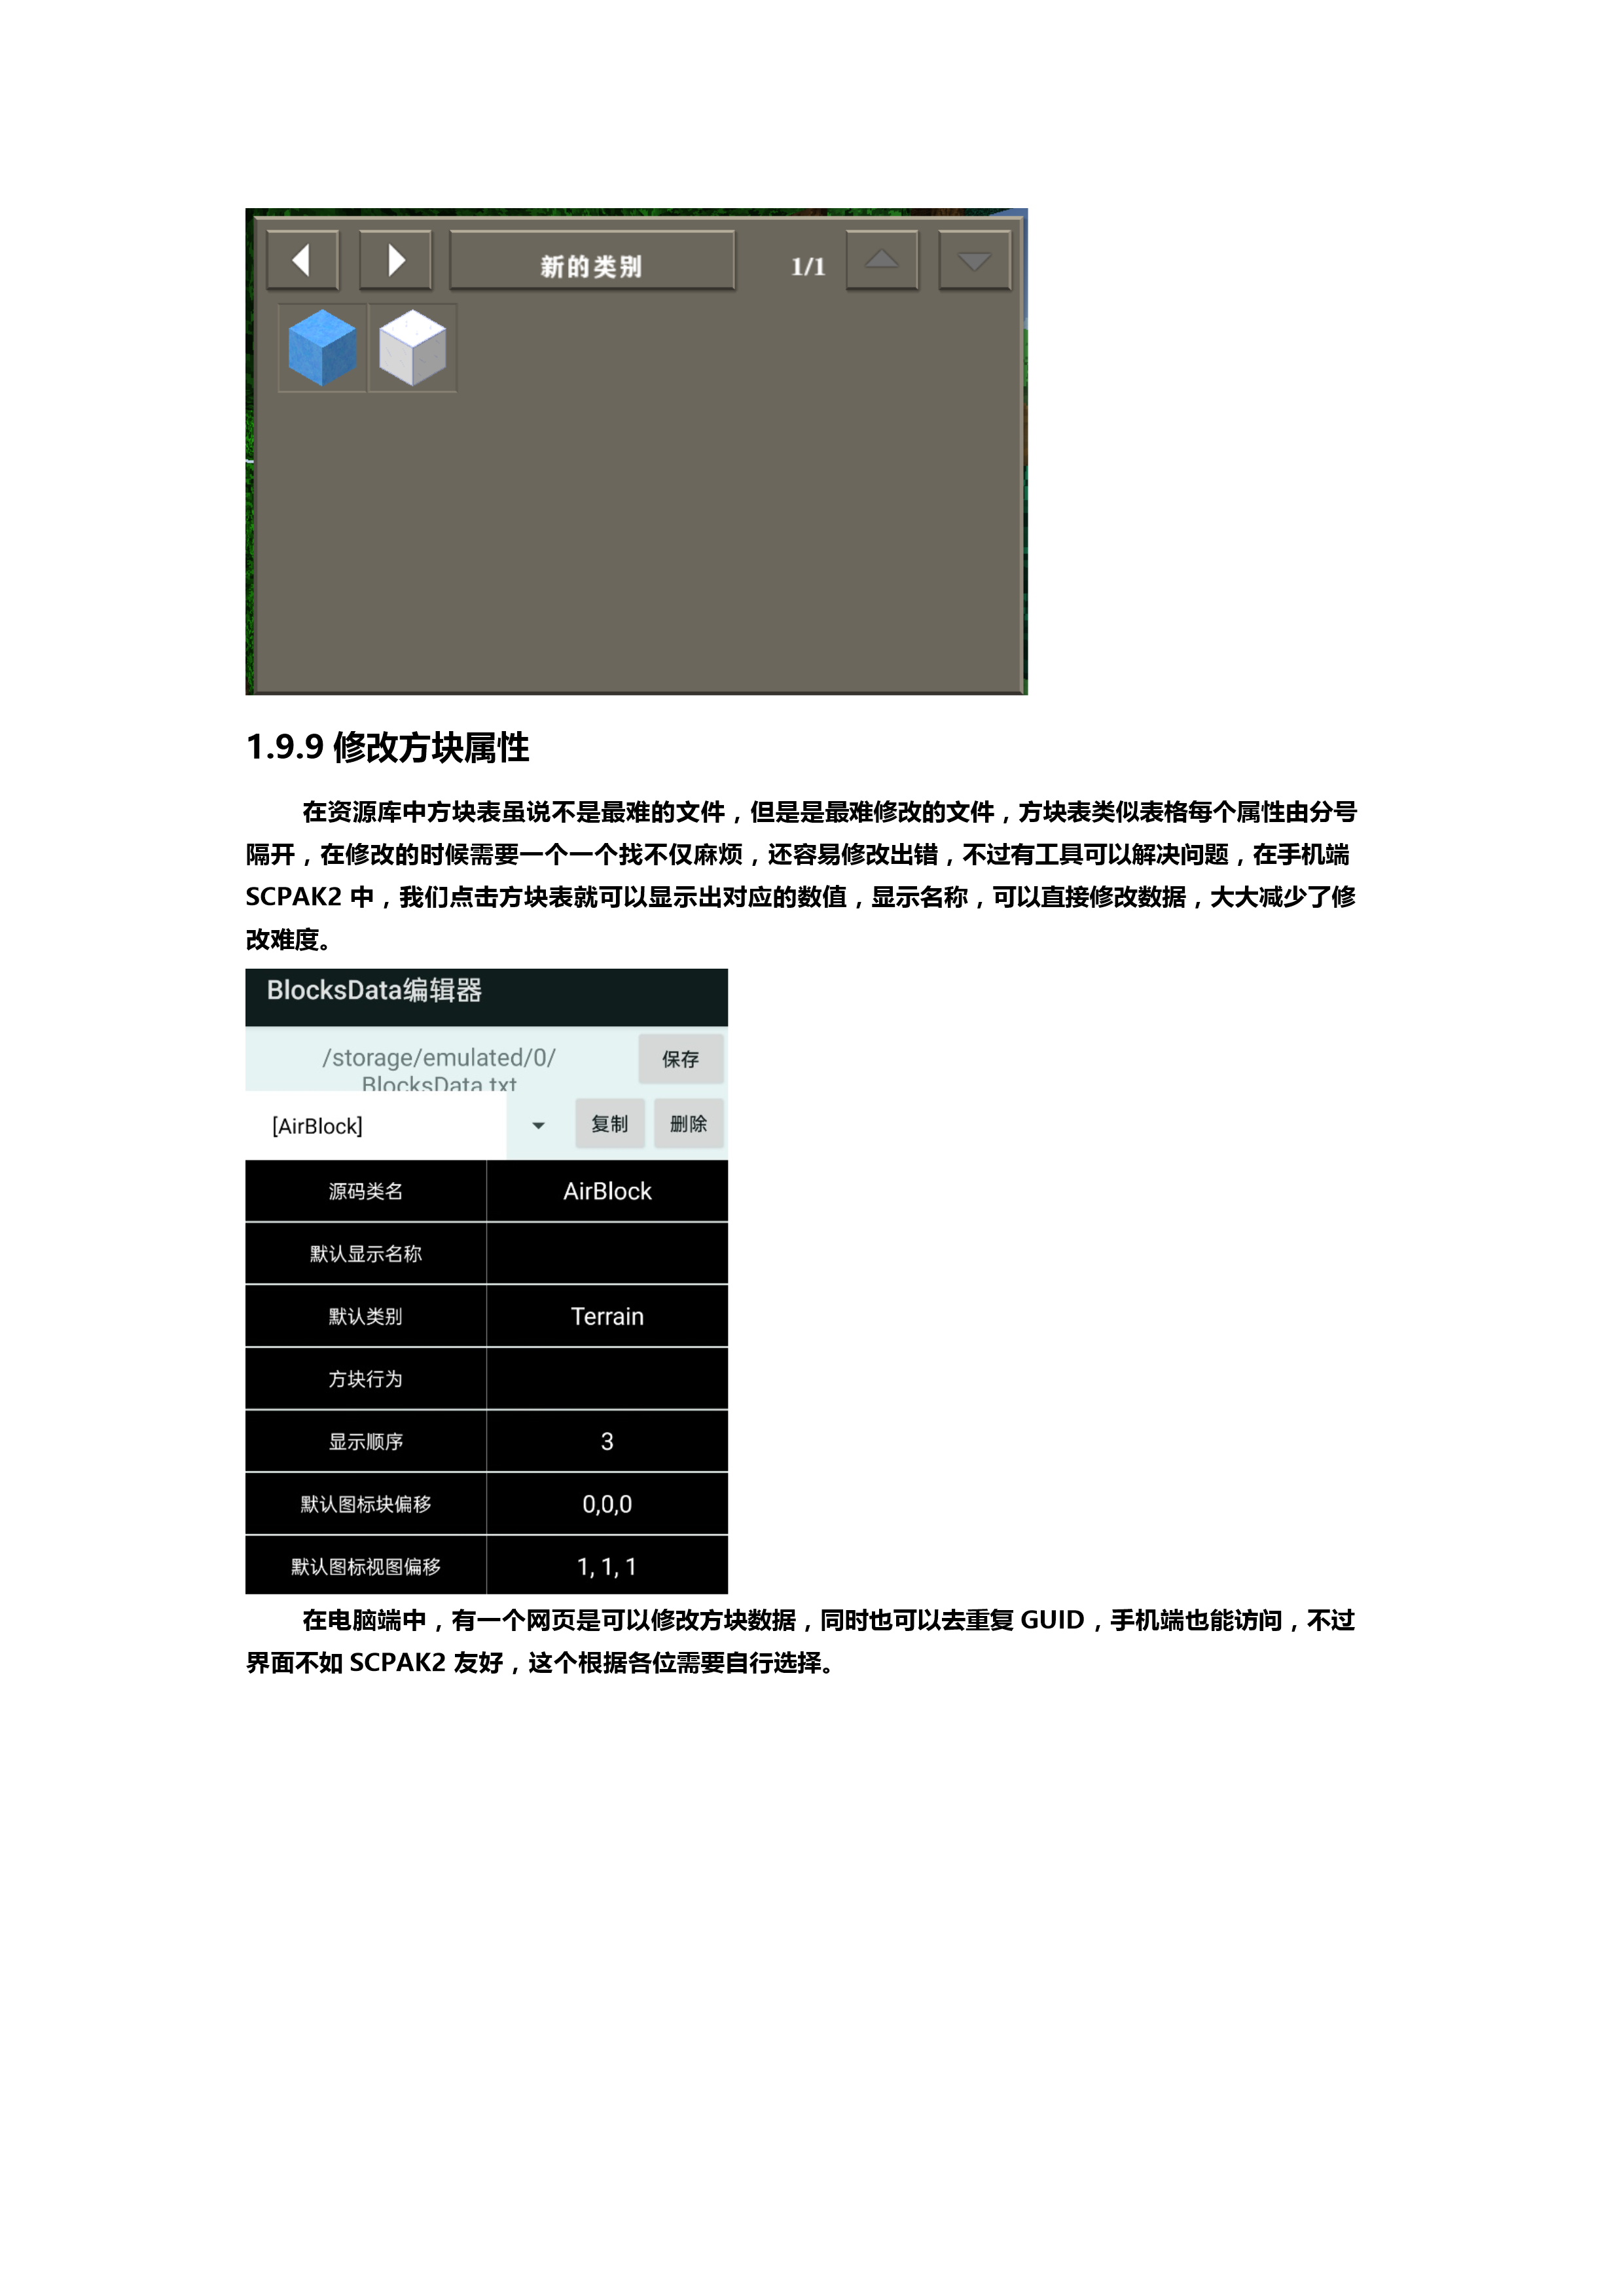 新的类别 1/1
1.9.9 修改方块属性
在资源库中方块表虽说不是最难的文件，但是是最难修改的文件，方块表类似表格每个属性由分号
隔开，在修改的时候需要一个一个找不仅麻烦，还容易修改出错，不过有工具可以解决问题，在手机端
SCPAK2 中，我们点击方块表就可以显示出对应的数值，显示名称，可以直接修改数据，大大减少了修
改难度。
BlocksData编辑器
/storage/emulated/0/ 保存
BlocksData.txt
[AirBlock] 复制 删除
源码类名 AirBlock
默认显示名称
默认类别 Terrain
方块行为
显示顺序 3
默认图标块偏移 0,0,0
默认图标视图偏移 1, 1, 1
在电脑端中，有一个网页是可以修改方块数据，同时也可以去重复 GUID，手机端也能访问，不过
界面不如 SCPAK2 友好，这个根据各位需要自行选择。